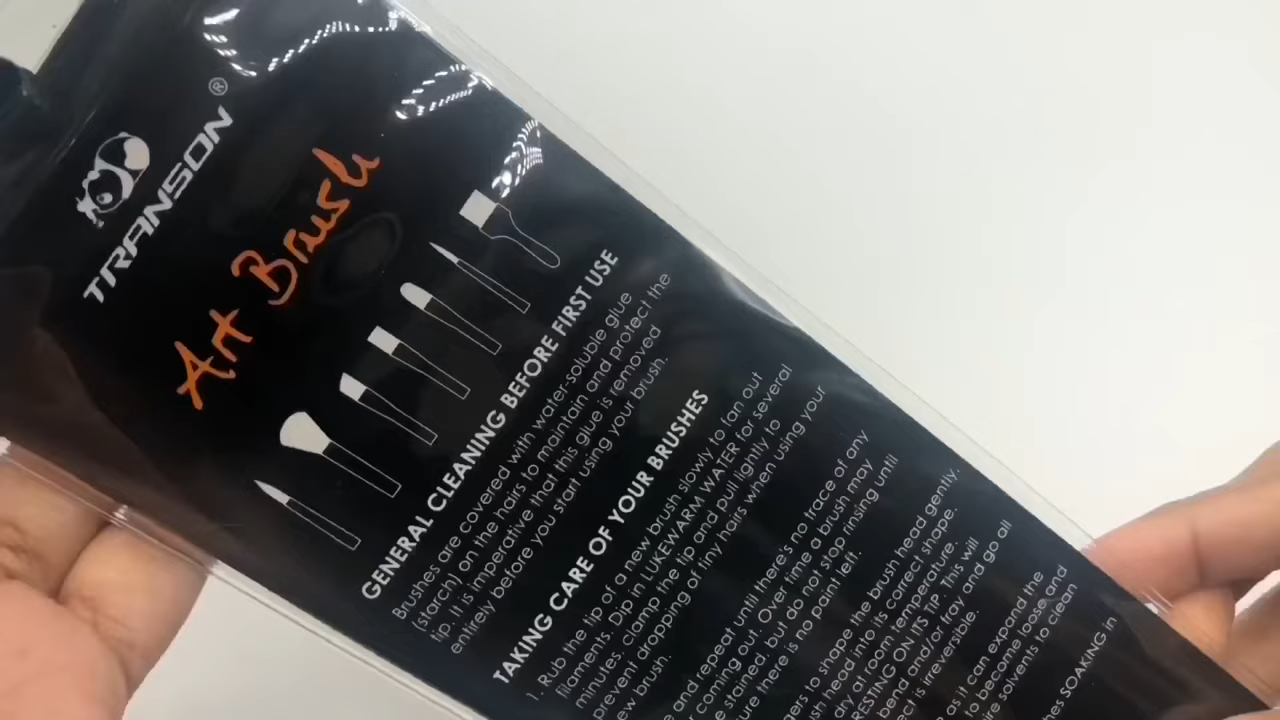 TRANSON®
Art Brush
GENERAL CLEANING BEFORE FIRST USE
Brushes are covered with water-soluble glue
(starch) on the hairs to maintain and protect the
tip. It is imperative that this glue is removed
entirely before you start using your brush.
TAKING CARE OF YOUR BRUSHES
1. Rub the tip of a new brush slowly to fan out
filaments. Dip in LUKEWARM WATER for several
minutes, clamp the tip and pull lightly to
prevent dropping of tiny hairs when using your
new brush.
and repeat until there's no trace of any
coming out. Over time a brush may
stained, but do not stop rinsing until
there is no paint left.
to shape the brush head gently.
head into its correct shape.
dry at room temperature.
RESTING ON ITS TIP. This will
bend and/or fray and go all
is irreversible.
as it can expand the
to become loose and
solvents to clean
SOAKING in